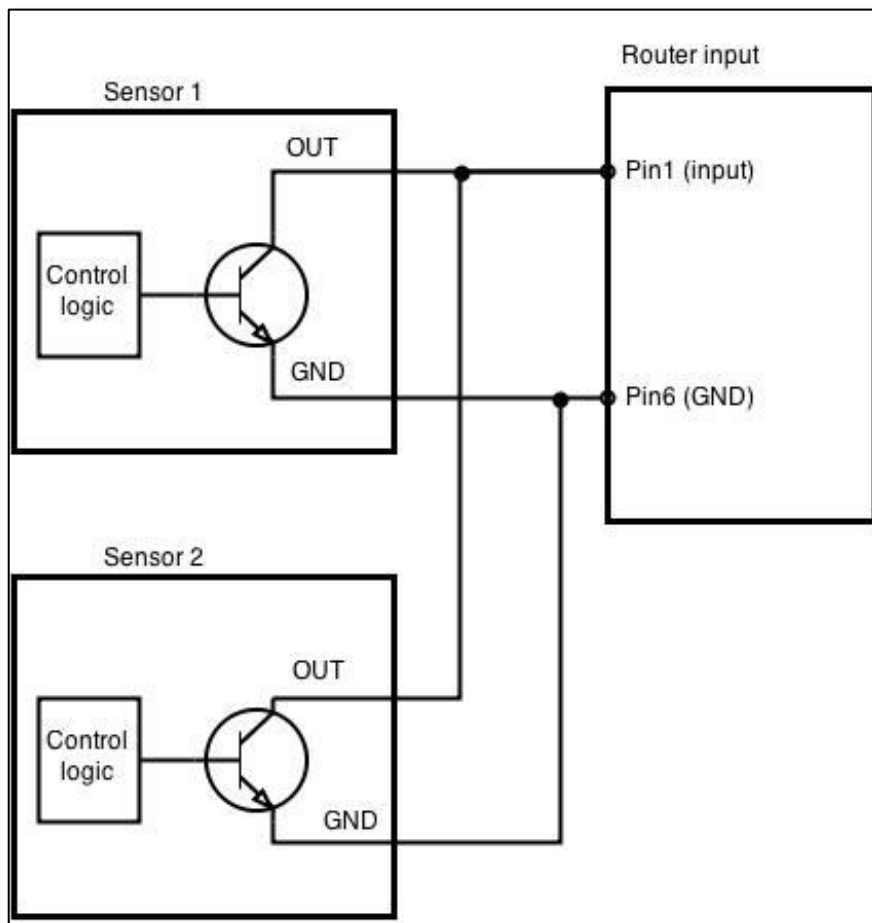 Router input
Sensor 1
OUT
Pin1 (input)
Control
logic
GND
Pin6 (GND)
Sensor 2
OUT
Control
logic
GND